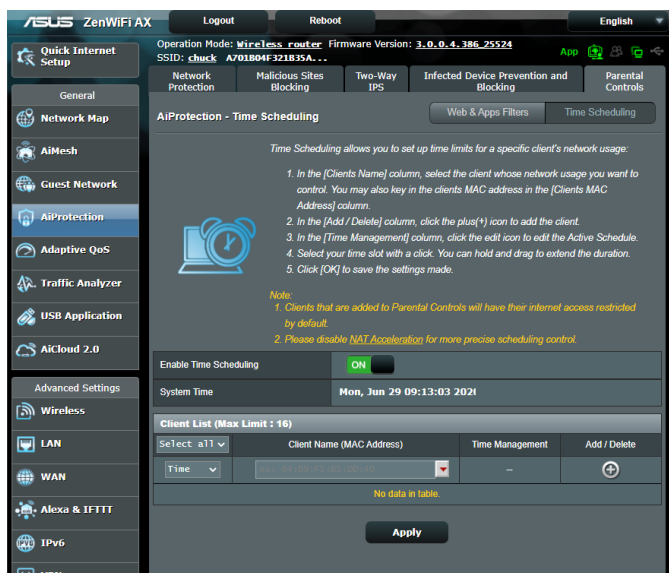 ASUS ZenWiFi AX
Logout
Reboot
English
Quick Internet
Setup
General
Network Map
AiMesh
Guest Network
AiProtection
Adaptive QoS
Traffic Analyzer
USB Application
AiCloud 2.0
Advanced Settings
Wireless
LAN
WAN
Alexa & IFTTT
IPv6
Operation Mode: Wireless router Firmware Version: 3.0.0.4.386_25524
SSID: chuck A701B04F321B35A...
App
Network
Protection
Malicious Sites
Blocking
Two-Way
IPS
Infected Device Prevention and
Blocking
Parental
Controls
AiProtection - Time Scheduling
Web & Apps Filters
Time Scheduling
Time Scheduling allows you to set up time limits for a specific client's network usage:
1. In the [Clients Name] column, select the client whose network usage you want to
control. You may also key in the clients MAC address in the [Clients MAC
Address] column.
2. In the [Add / Delete] column, click the plus(+) icon to add the client.
3. In the [Time Management] column, click the edit icon to edit the Active Schedule.
4. Select your time slot with a click. You can hold and drag to extend the duration.
5. Click [OK] to save the settings made.
Note:
1. Clients that are added to Parental Controls will have their internet access restricted
by default.
2. Please disable NAT Acceleration for more precise scheduling control.
Enable Time Scheduling
ON
System Time
Mon, Jun 29 09:13:03
Client List (Max Limit : 16)
Select all
Client Name (MAC Address)
Time Management
Add / Delete
Time
--
No data in table.
Apply